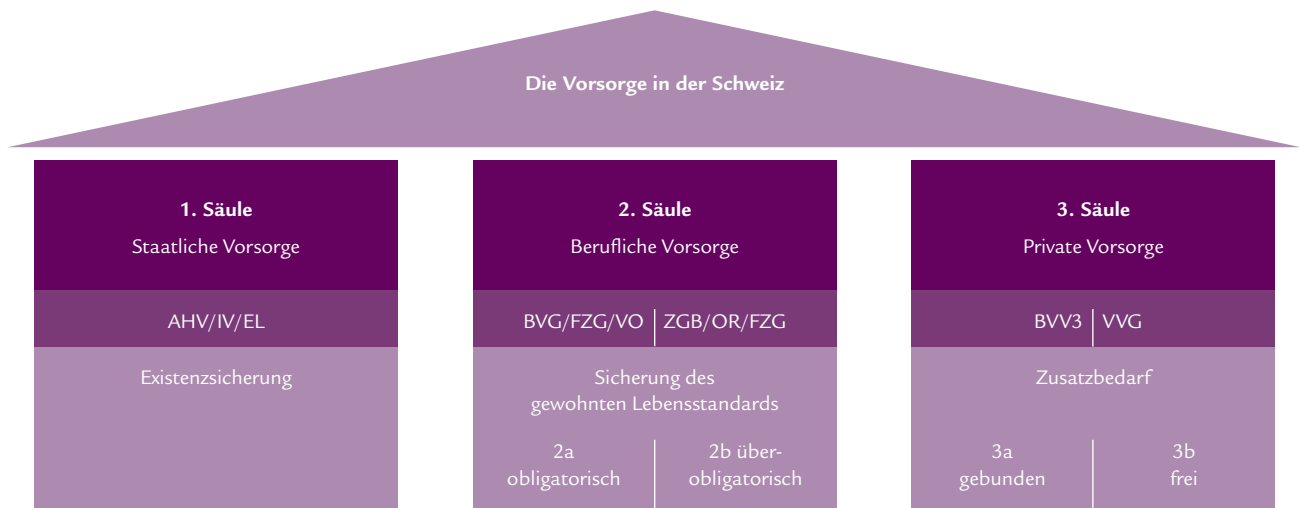 Die Vorsorge in der Schweiz
1. Säule
Staatliche Vorsorge
AHV/IV/EL
Existenzsicherung
2. Säule
Berufliche Vorsorge
BVG/FZG/VO ZGB/OR/FZG
Sicherung des
gewohnten Lebensstandards
2a
obligatorisch
2b über-
obligatorisch
3. Säule
Private Vorsorge
BVV3 VVG
Zusatzbedarf
3a
gebunden
3b
frei